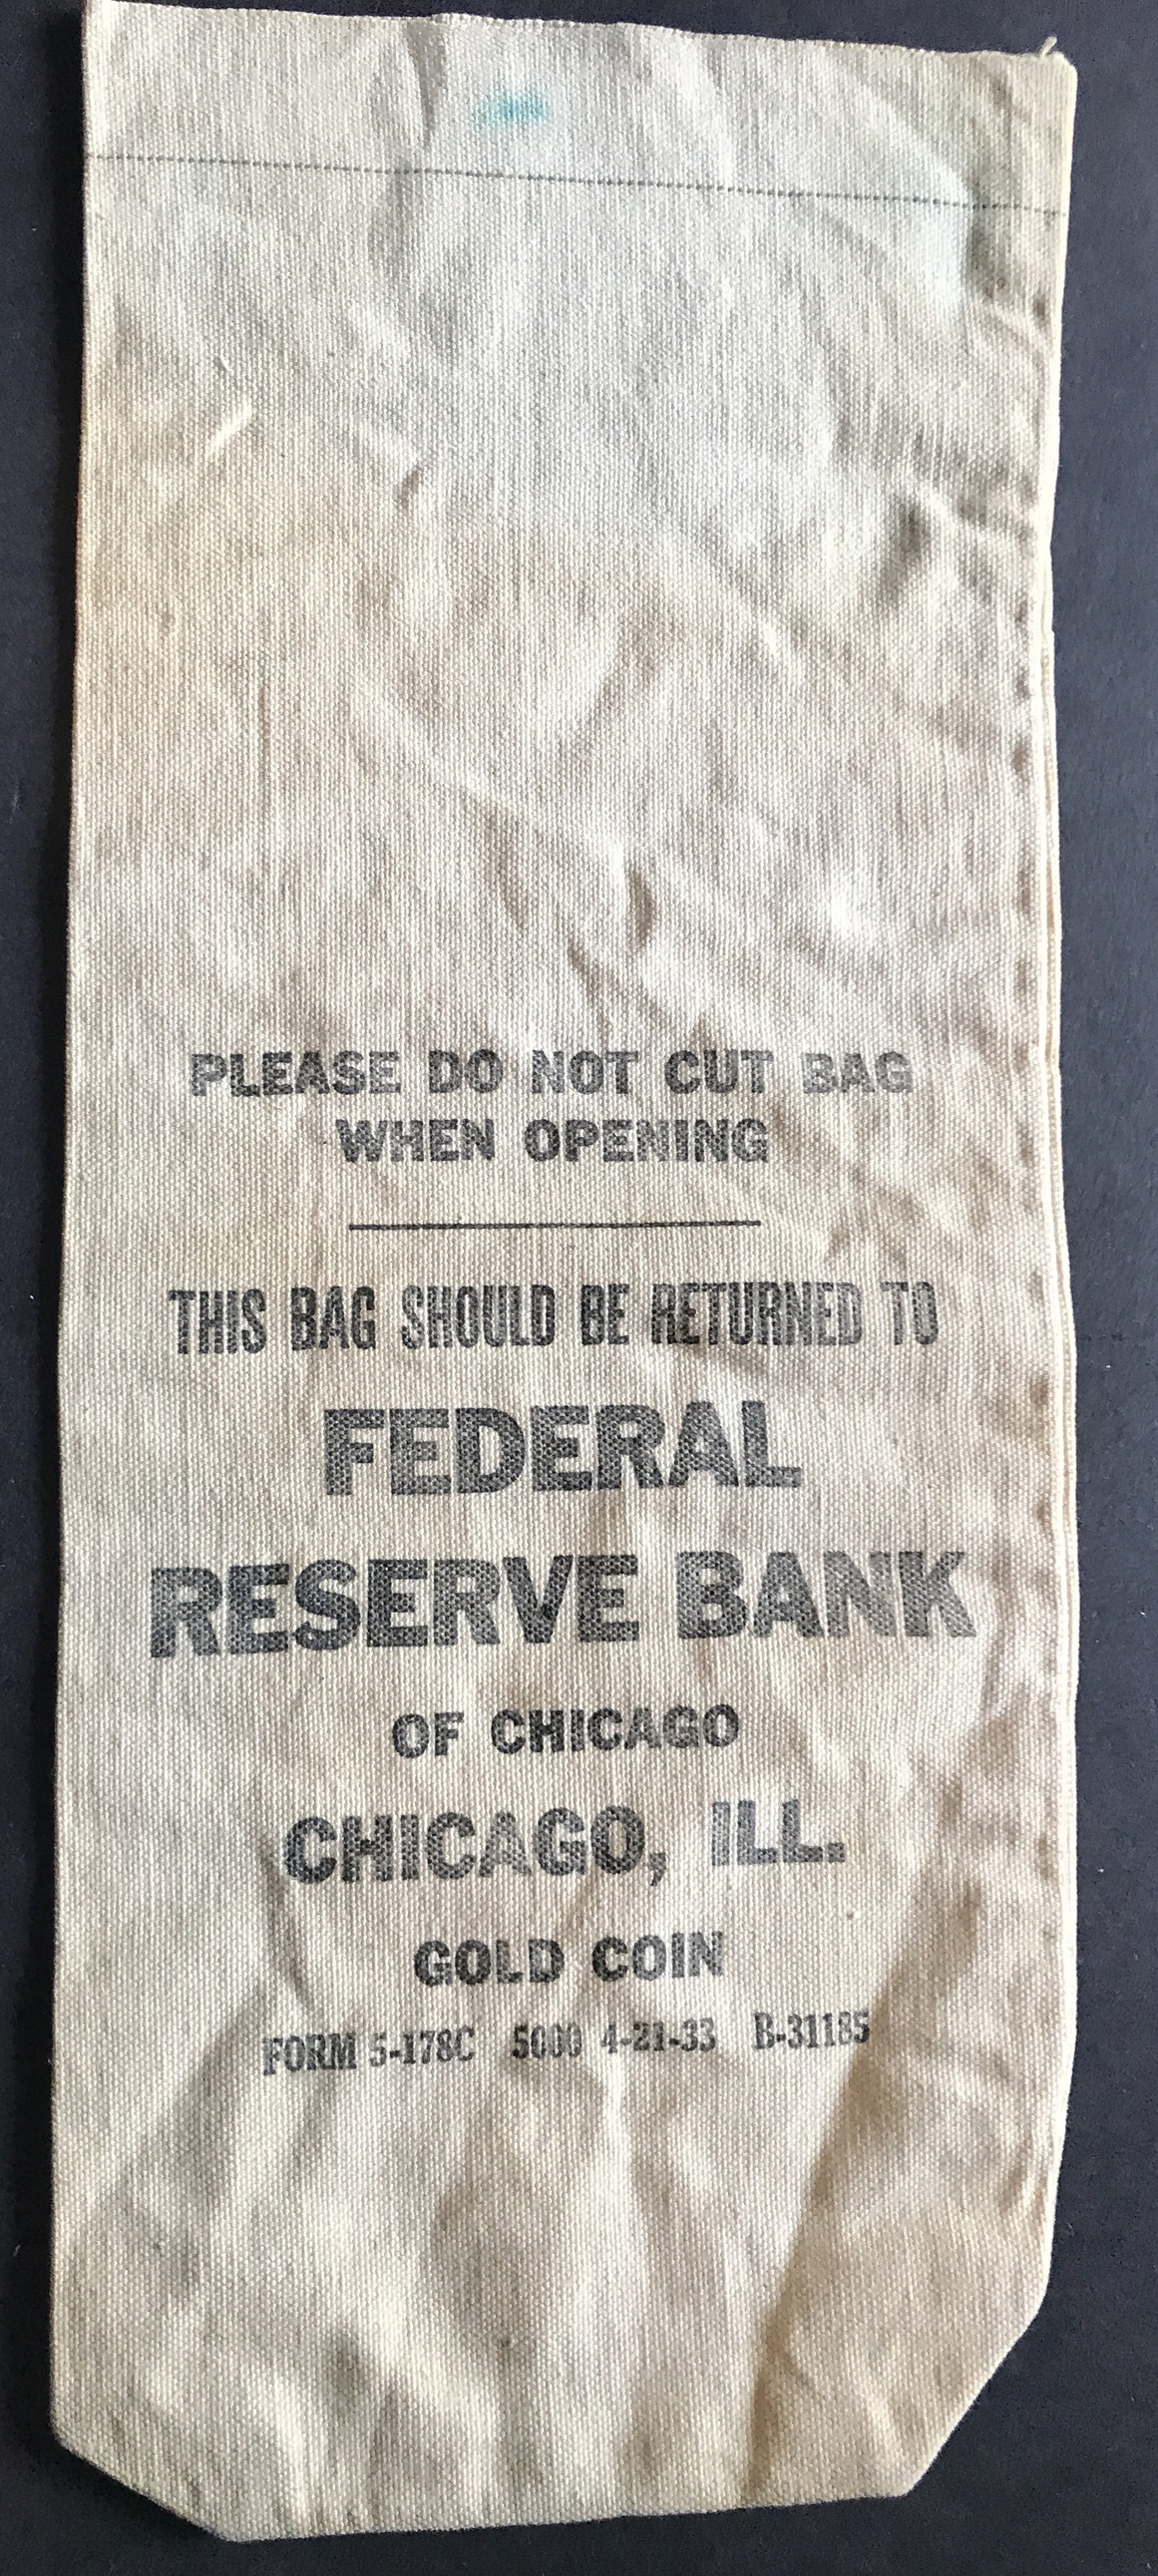 PLEASE DO NOT CUT BAG
WHEN OPENING
THIS BAG SHOULD BE RETURNED TO
FEDERAL
RESERVE BANK
OF CHICAGO
CHICAGO, ILL.
GOLD COIN
FORM 5-178C 5000 4-21-33 B-31185